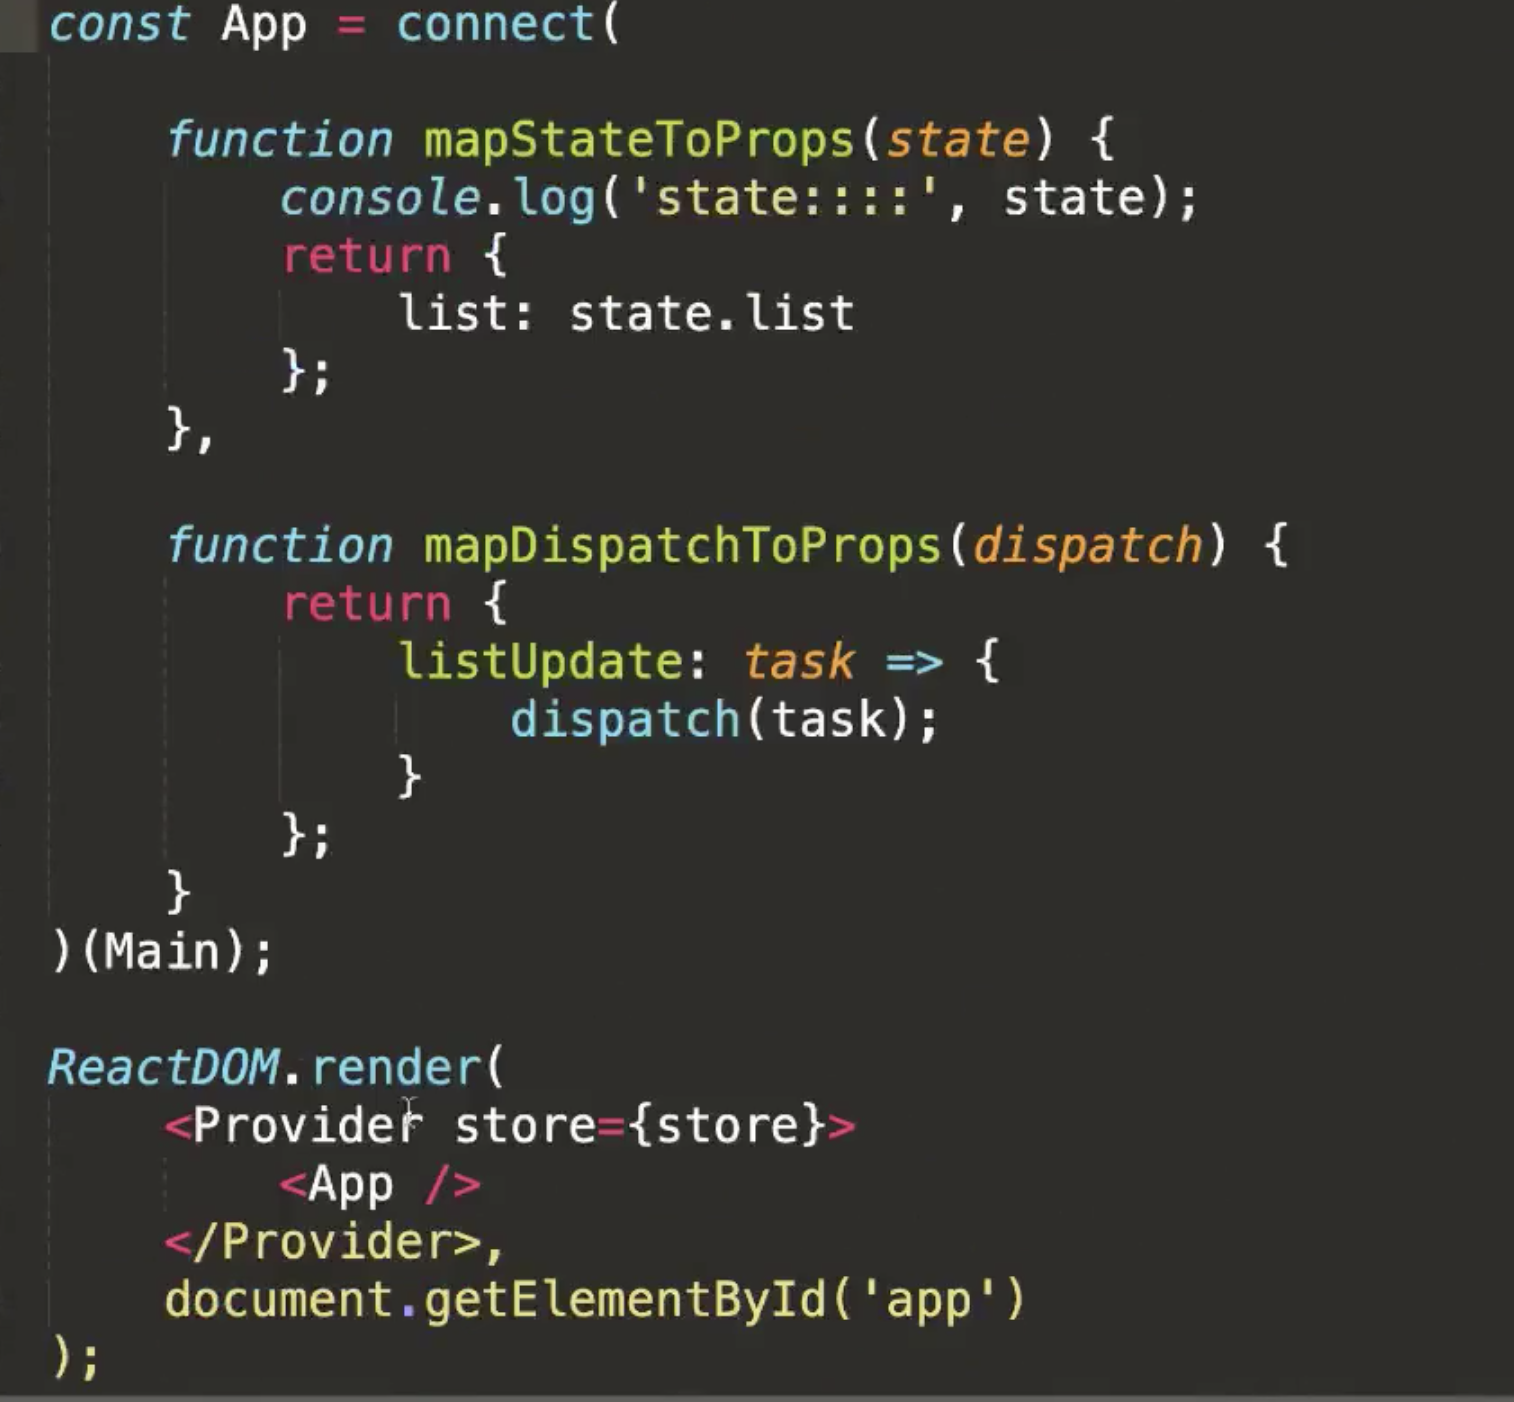 const App = connect(
function mapStateToProps(state) {
console.log('state::::', state);
return {
list: state.list
};
},
function mapDispatchToProps(dispatch) {
return {
listUpdate: task => {
dispatch(task);
}
};
}
)(Main);
ReactDOM.render(
<Provider store={store}>
<App />
</Provider>,
document.getElementById('app')
);